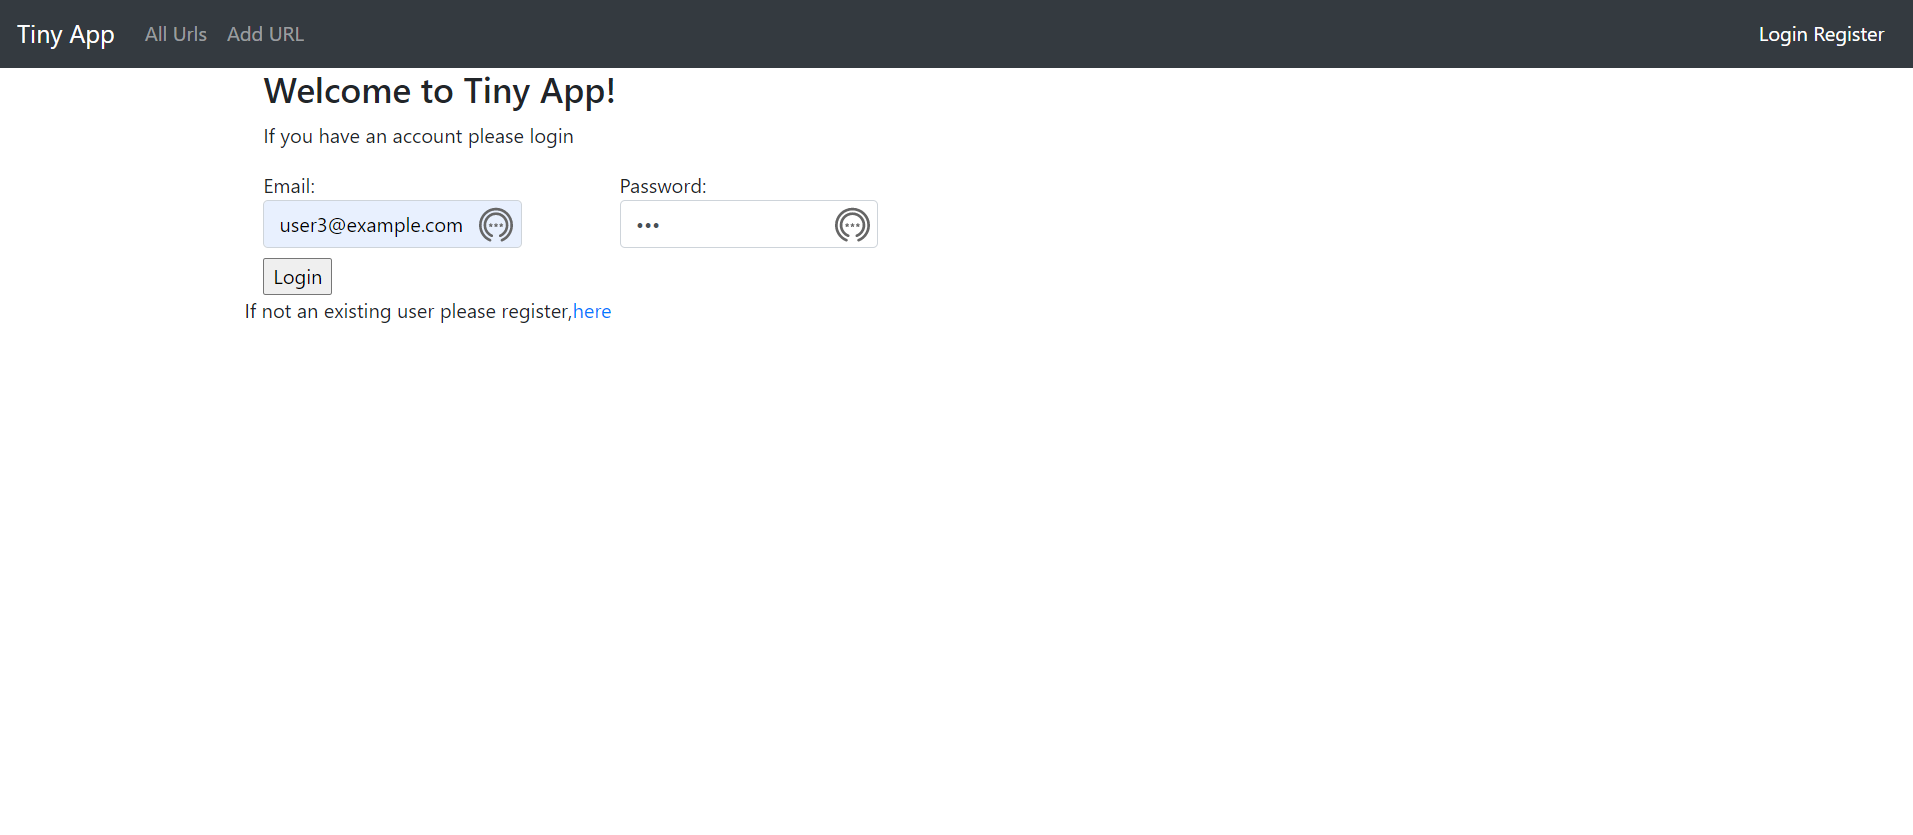 Tiny App All Urls Add URL Login Register
Welcome to Tiny App!
If you have an account please login
Email: Password:
user3@example.com •••
Login
If not an existing user please register,here